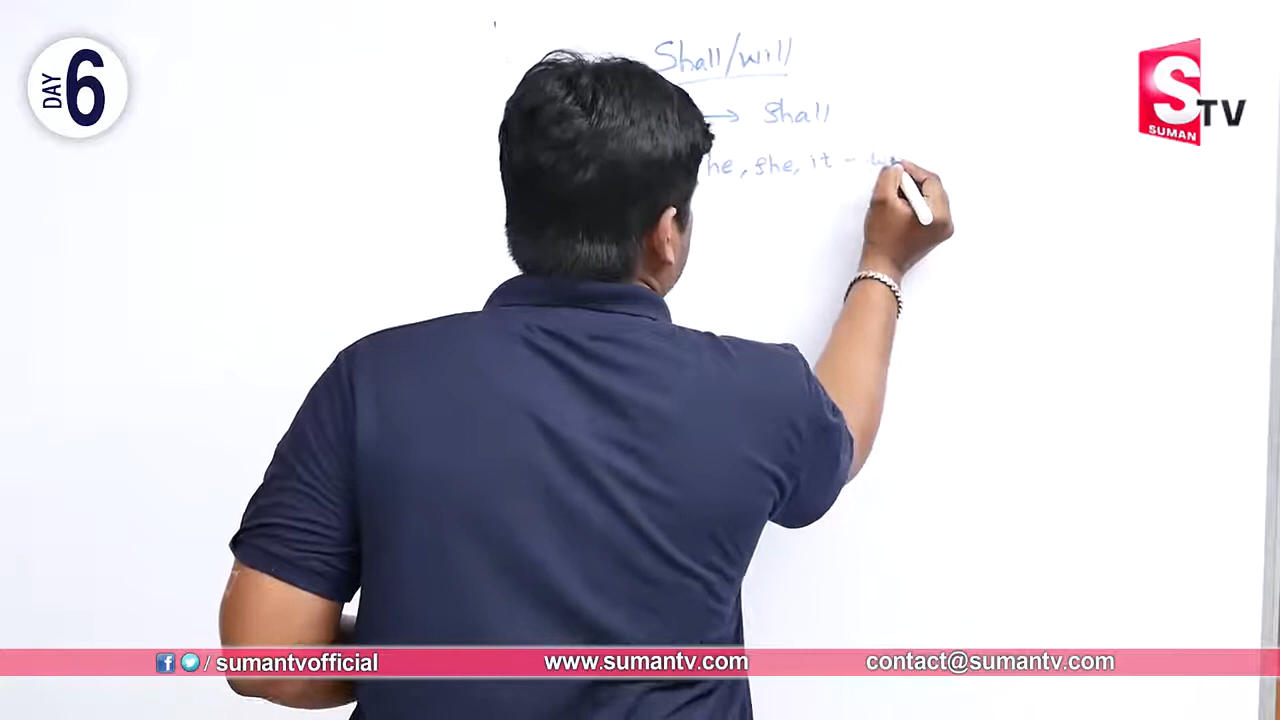 DAY 6
S TV
SUMAN
Shall/will
→ Shall
he, she, it -
/ sumantvofficial
www.sumantv.com
contact@sumantv.com